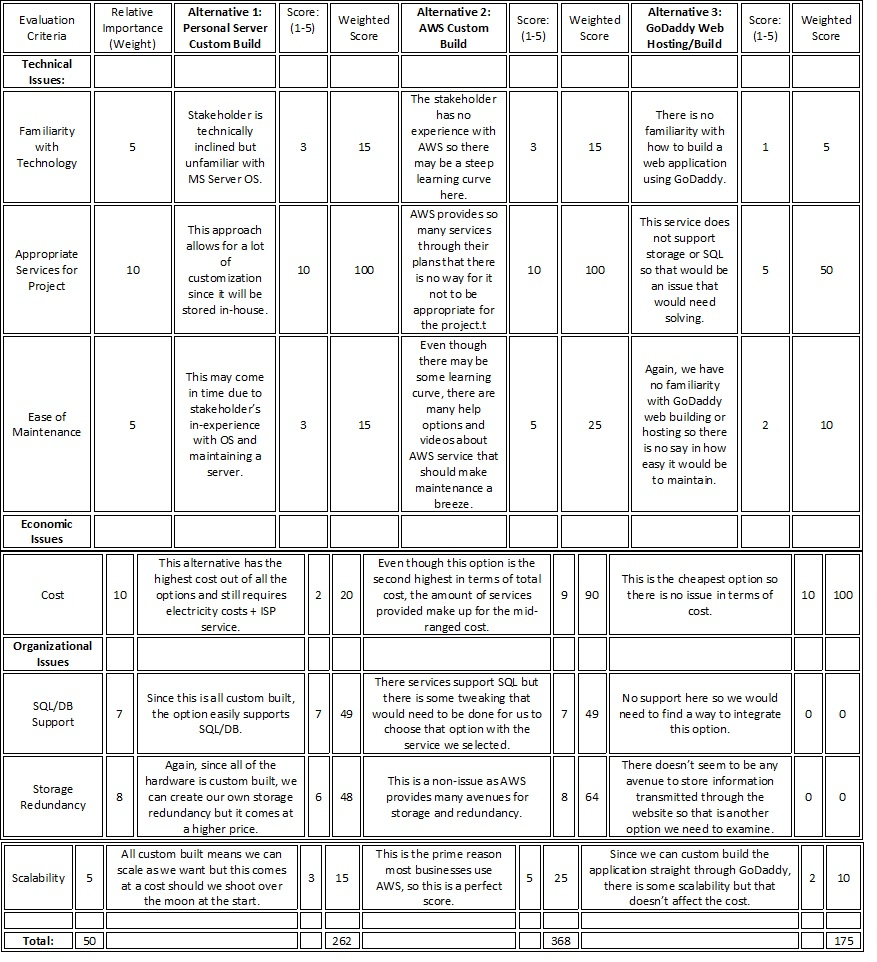 Evaluation
Criteria
Relative
Importance
(Weight)
Alternative 1:
Personal Server
Custom Build
Score:
(1-5)
Weighted
Score
Alternative 2:
AWS Custom
Build
Score:
(1-5)
Weighted
Score
Alternative 3:
GoDaddy Web
Hosting/Build
Score:
(1-5)
Weighted
Score
Technical
Issues:
Familiarity
with
Technology
5
Stakeholder is
technically
inclined but
unfamiliar with
MS Server OS.
3
15
The stakeholder
has no
experience with
AWS so there
may be a steep
learning curve
here.
3
15
There is no
familiarity with
how to build a
web application
using GoDaddy.
1
5
Appropriate
Services for
Project
10
This approach
allows for a lot
of
customization
since it will be
stored in-house.
10
100
AWS provides so
many services
through their
plans that there
is no way for it
not to be
appropriate for
the project.t
10
100
This service does
not support
storage or SQL
so that would be
an issue that
would need
solving.
5
50
Ease of
Maintenance
5
This may come
in time due to
stakeholder's
in-experience
with OS and
maintaining a
server.
3
15
Even though
there may be
some learning
curve, there are
many help
options and
videos about
AWS service that
should make
maintenance a
breeze.
5
25
Again, we have
no familiarity
with GoDaddy
web building or
hosting so there
is no say in how
easy it would be
to maintain.
2
10
Economic
Issues
Cost
10
This alternative has the
highest cost out of all the
options and still requires
electricity costs + ISP
service.
2
20
Even though this option is the
second highest in terms of total
cost, the amount of services
provided make up for the mid-
ranged cost.
9
90
This is the cheapest option so
there is no issue in terms of
cost.
10
100
Organizational
Issues
SQL/DB
Support
7
Since this is all custom built,
the option easily supports
SQL/DB.
7
49
There services support SQL but
there is some tweaking that
would need to be done for us to
choose that option with the
service we selected.
7
49
No support here so we would
need to find a way to integrate
this option.
0
0
Storage
Redundancy
8
Again, since all of the
hardware is custom built, we
can create our own storage
redundancy but it comes at
a higher price.
6
48
This is a non-issue as AWS
provides many avenues for
storage and redundancy.
8
64
There doesn't seem to be any
avenue to store information
transmitted through the
website so that is another
option we need to examine.
0
0
Scalability
5
All custom built means we can
scale as we want but this comes
at a cost should we shoot over
the moon at the start.
3
15
This is the prime reason
most businesses use
AWS, so this is a perfect
score.
5
25
Since we can custom build the
application straight through GoDaddy,
there is some scalability but that
doesn't affect the cost.
2
10
Total:
50
262
368
175